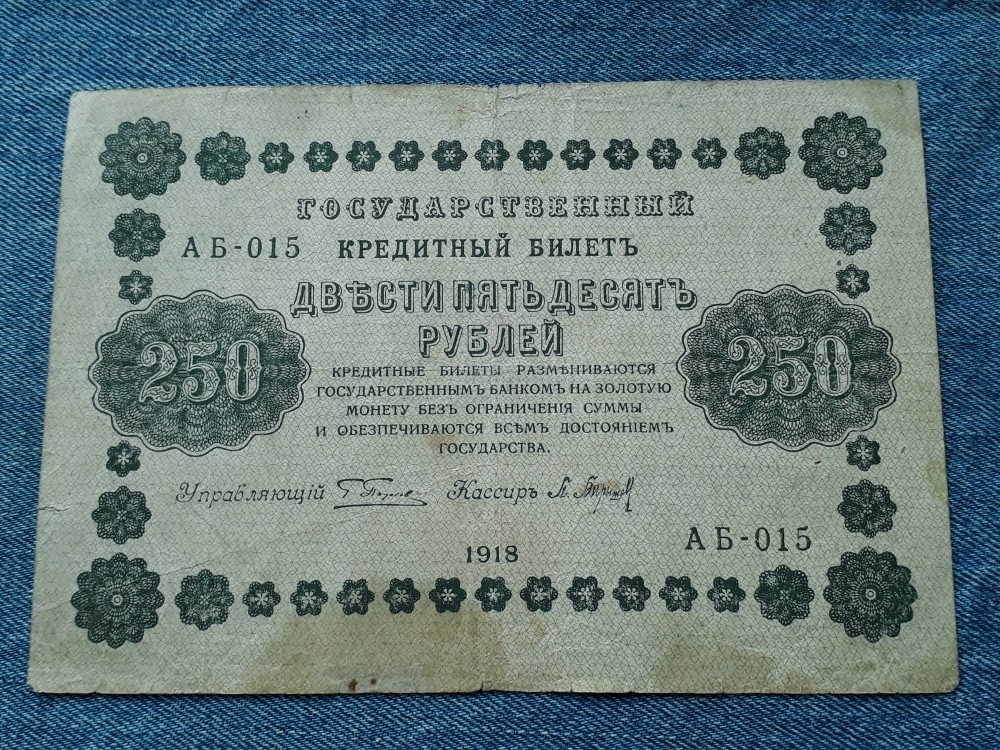 ГОСУДАРСТВЕННЫЙ
АБ-015 КРЕДИТНЫЙ БИЛЕТЪ
ДВѢСТИ ПЯТЬДЕСЯТЪ
РУБЛЕЙ
250 250
КРЕДИТНЫЕ БИЛЕТЫ РАЗМѢНИВАЮТСЯ
ГОСУДАРСТВЕННЫМЪ БАНКОМЪ НА ЗОЛОТУЮ
МОНЕТУ БЕЗЪ ОГРАНИЧЕНІЯ СУММЫ
И ОБЕЗПЕЧИВАЮТСЯ ВСѢМЪ ДОСТОЯНІЕМЪ
ГОСУДАРСТВА.
Управляющій Кассиръ
АБ-015
1918